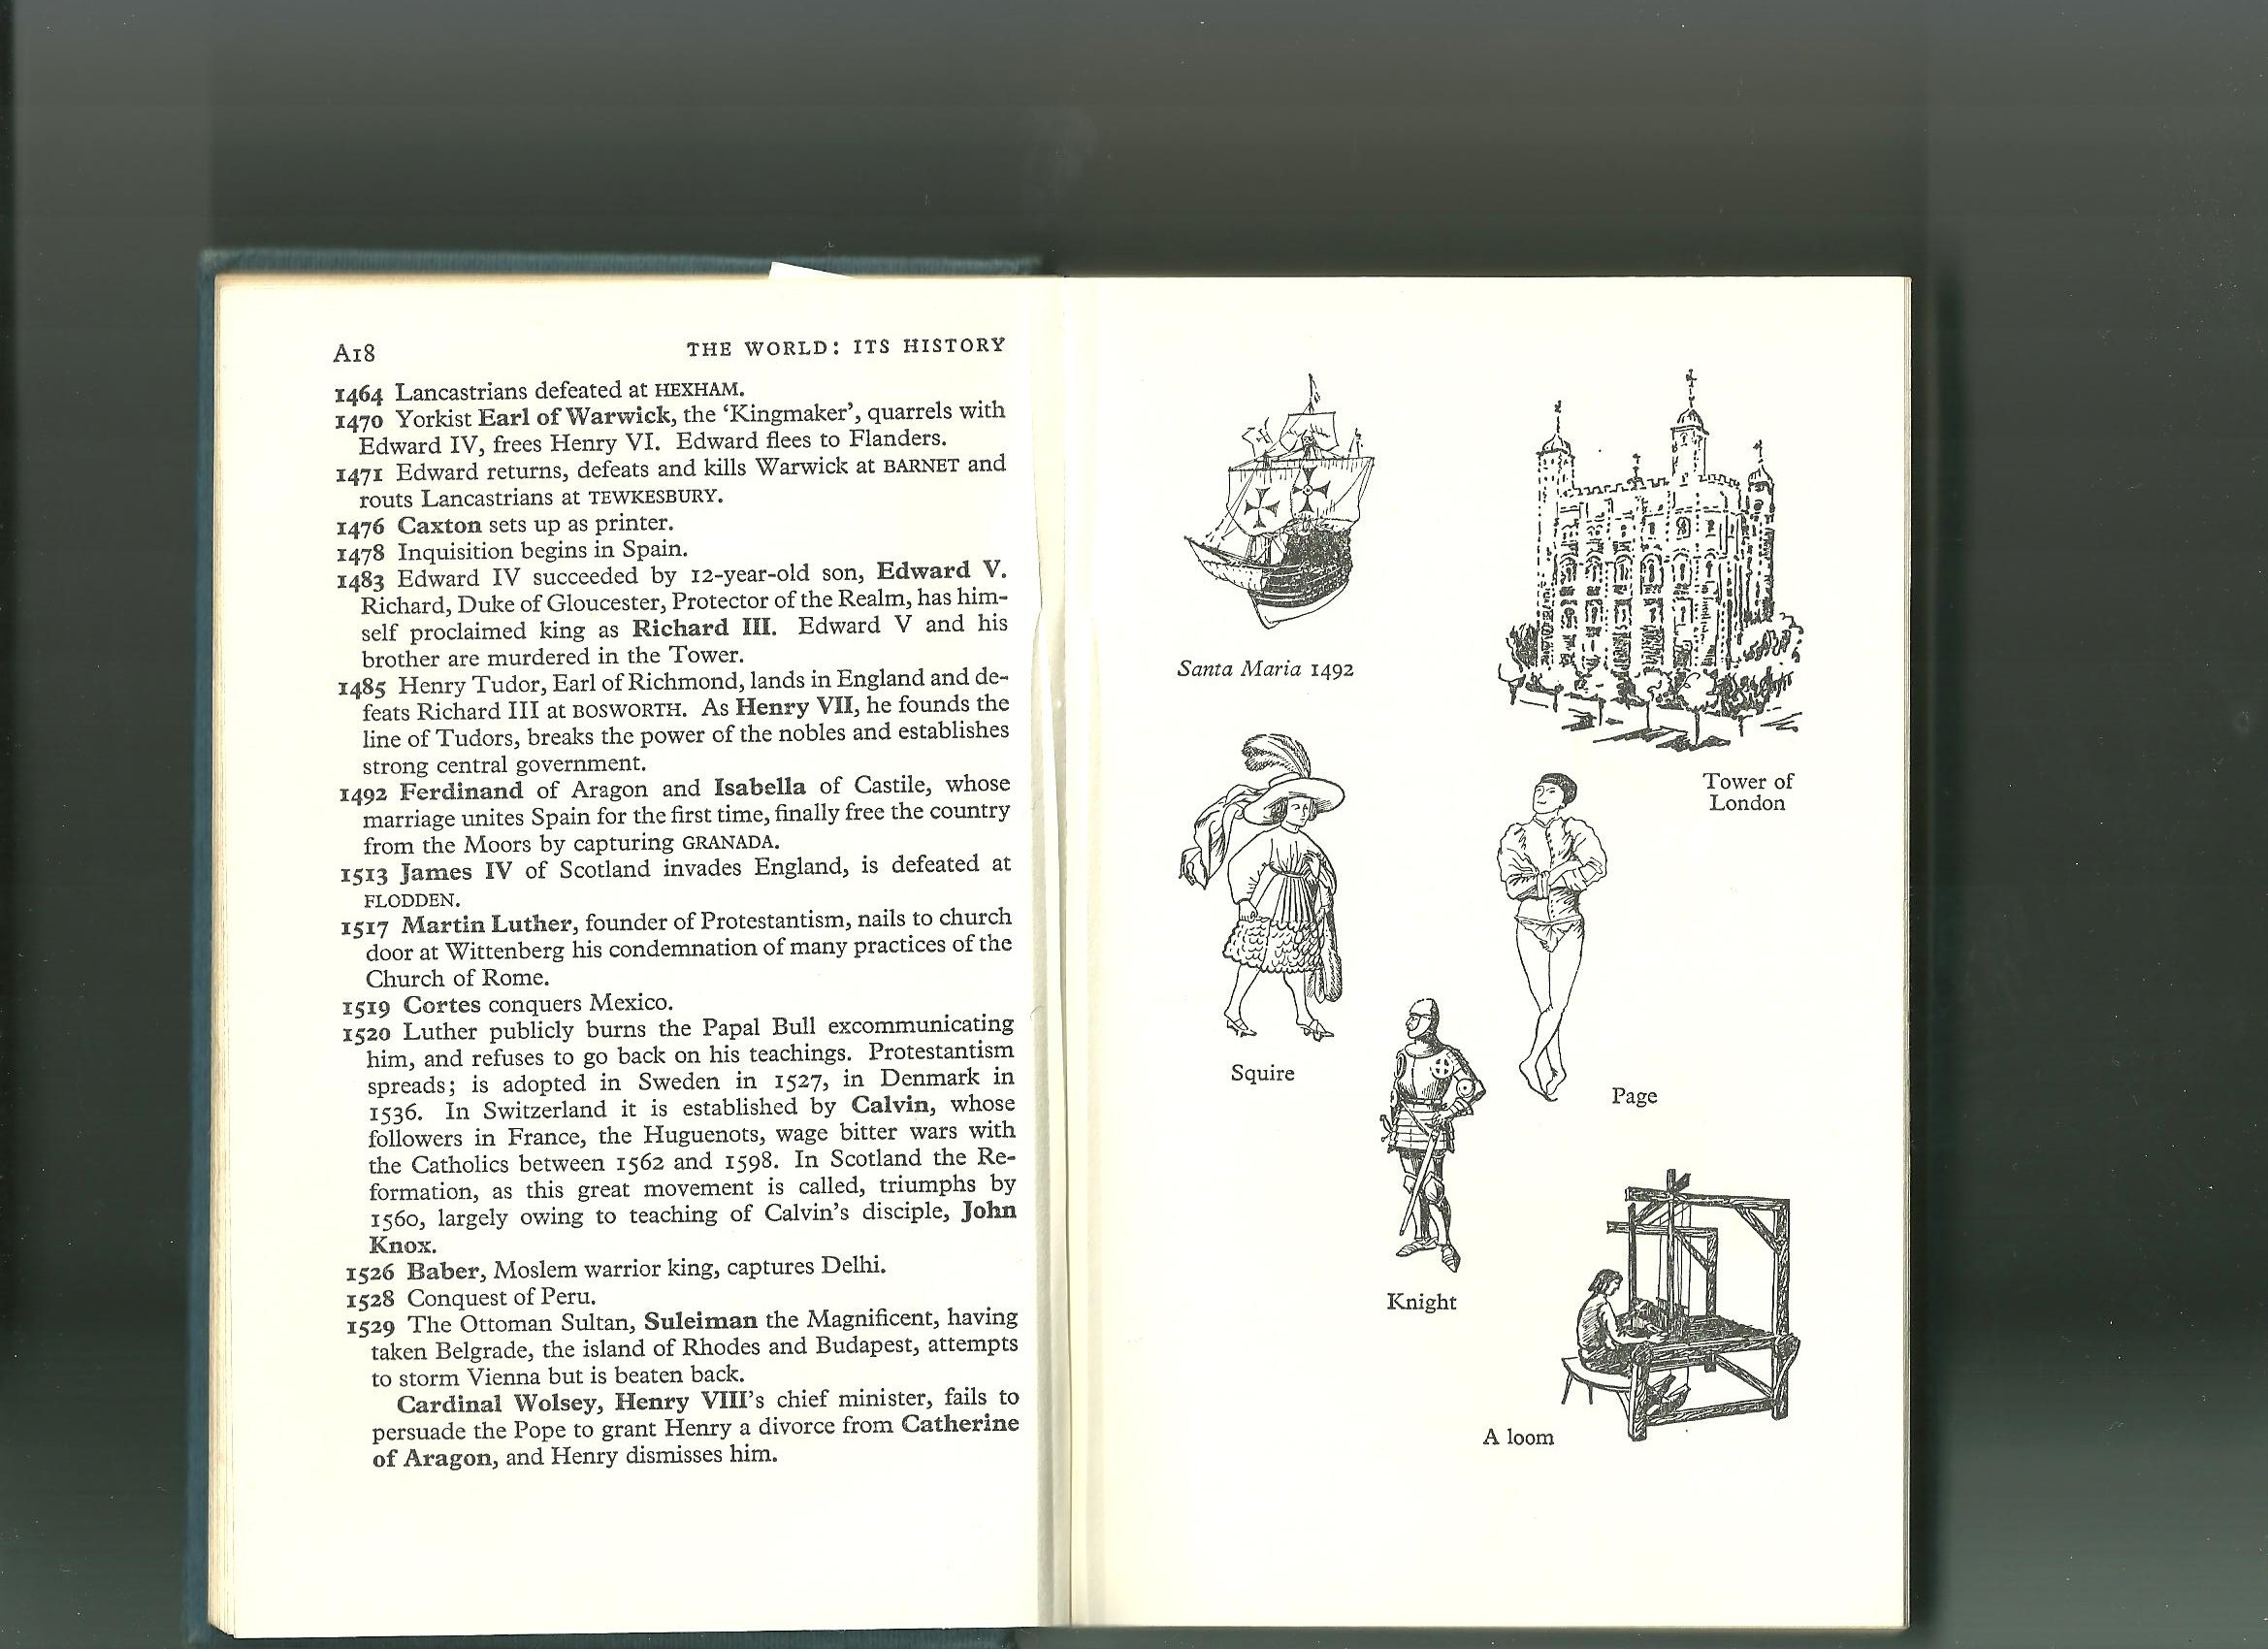 A18 THE WORLD: ITS HISTORY
1464 Lancastrians defeated at HEXHAM.
1470 Yorkist Earl of Warwick, the ‘Kingmaker’, quarrels with
Edward IV, frees Henry VI. Edward flees to Flanders.
1471 Edward returns, defeats and kills Warwick at BARNET and
routs Lancastrians at TEWKESBURY.
1476 Caxton sets up as printer.
1478 Inquisition begins in Spain.
1483 Edward IV succeeded by 12-year-old son, Edward V.
Richard, Duke of Gloucester, Protector of the Realm, has him-
self proclaimed king as Richard III. Edward V and his
brother are murdered in the Tower.
1485 Henry Tudor, Earl of Richmond, lands in England and de-
feats Richard III at BOSWORTH. As Henry VII, he founds the
line of Tudors, breaks the power of the nobles and establishes
strong central government.
1492 Ferdinand of Aragon and Isabella of Castile, whose
marriage unites Spain for the first time, finally free the country
from the Moors by capturing GRANADA.
1513 James IV of Scotland invades England, is defeated at
FLODDEN.
1517 Martin Luther, founder of Protestantism, nails to church
door at Wittenberg his condemnation of many practices of the
Church of Rome.
1519 Cortes conquers Mexico.
1520 Luther publicly burns the Papal Bull excommunicating
him, and refuses to go back on his teachings. Protestantism
spreads; is adopted in Sweden in 1527, in Denmark in
1536. In Switzerland it is established by Calvin, whose
followers in France, the Huguenots, wage bitter wars with
the Catholics between 1562 and 1598. In Scotland the Re-
formation, as this great movement is called, triumphs by
1560, largely owing to teaching of Calvin's disciple, John
Knox.
1526 Baber, Moslem warrior king, captures Delhi.
1528 Conquest of Peru.
1529 The Ottoman Sultan, Suleiman the Magnificent, having
taken Belgrade, the island of Rhodes and Budapest, attempts
to storm Vienna but is beaten back.
Cardinal Wolsey, Henry VIII's chief minister, fails to
persuade the Pope to grant Henry a divorce from Catherine
of Aragon, and Henry dismisses him.
Santa Maria 1492
Tower of
London
Squire
Page
Knight
A loom